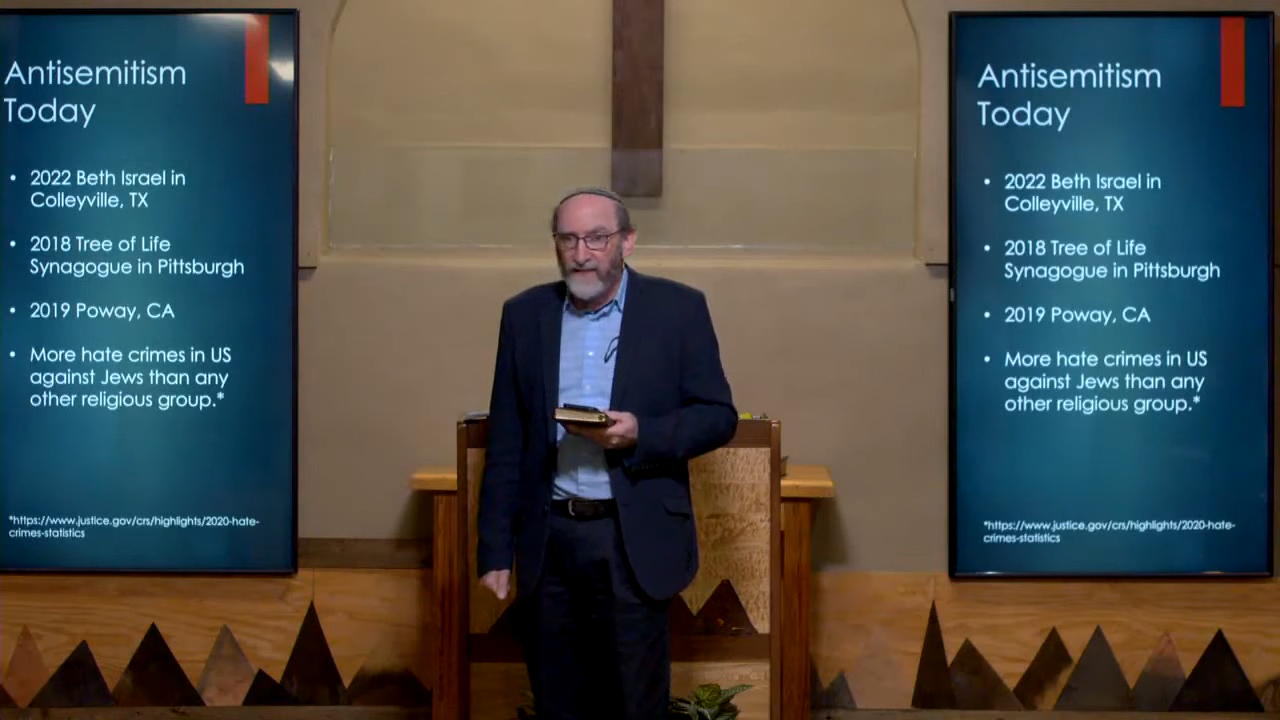 Antisemitism
Today
• 2022 Beth Israel in
Colleyville, TX
• 2018 Tree of Life
Synagogue in Pittsburgh
• 2019 Poway, CA
• More hate crimes in US
against Jews than any
other religious group.*
*https://www.justice.gov/crs/highlights/2020-hate-
crimes-statistics
Antisemitism
Today
• 2022 Beth Israel in
Colleyville, TX
• 2018 Tree of Life
Synagogue in Pittsburgh
• 2019 Poway, CA
• More hate crimes in US
against Jews than any
other religious group.*
*https://www.justice.gov/crs/highlights/2020-hate-
crimes-statistics